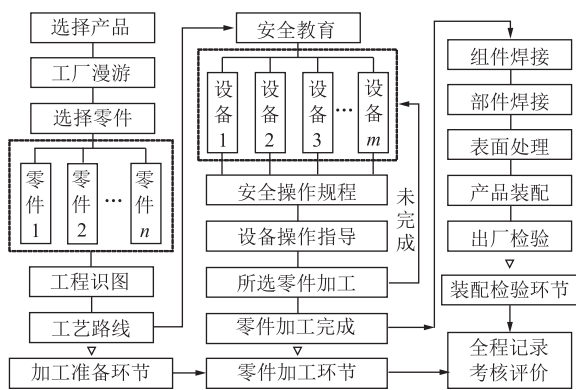 选择产品
工厂漫游
选择零件
零件1
零件2
...
零件n
工程识图
工艺路线
加工准备环节
安全教育
设备1
设备2
设备3
...
设备m
安全操作规程
设备操作指导
所选零件加工
未完成
零件加工完成
零件加工环节
组件焊接
部件焊接
表面处理
产品装配
出厂检验
装配检验环节
全程记录
考核评价